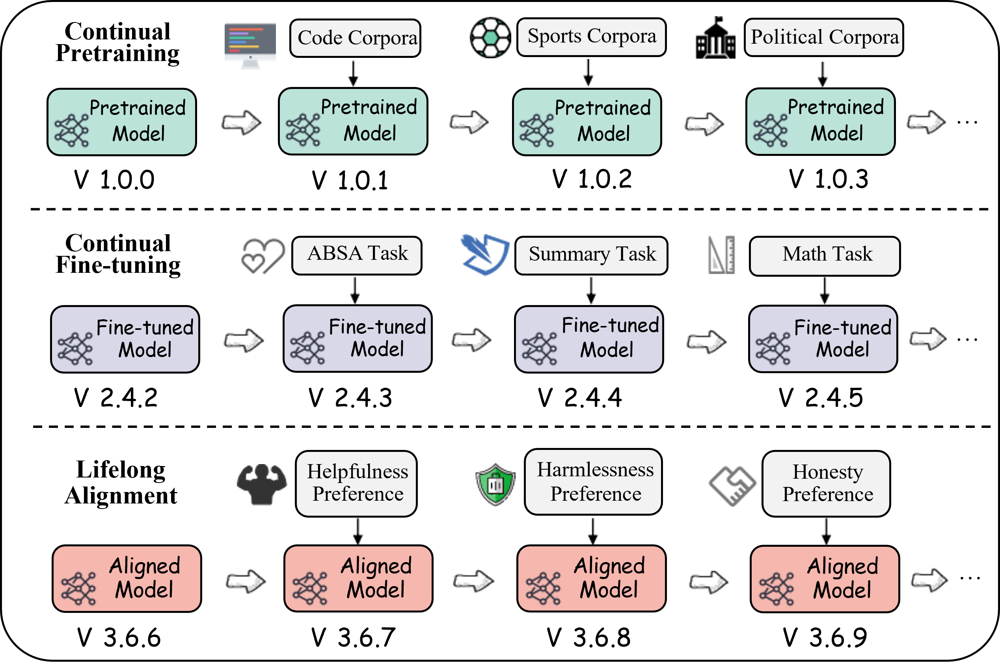 Continual
Pretraining
Code Corpora
Sports Corpora
Political Corpora
Pretrained
Model
Pretrained
Model
Pretrained
Model
Pretrained
Model
...
V 1.0.0
V 1.0.1
V 1.0.2
V 1.0.3
Continual
Fine-tuning
ABSA Task
Summary Task
Math Task
Fine-tuned
Model
Fine-tuned
Model
Fine-tuned
Model
Fine-tuned
Model
...
V 2.4.2
V 2.4.3
V 2.4.4
V 2.4.5
Lifelong
Alignment
Helpfulness
Preference
Harmlessness
Preference
Honesty
Preference
Aligned
Model
Aligned
Model
Aligned
Model
Aligned
Model
...
V 3.6.6
V 3.6.7
V 3.6.8
V 3.6.9